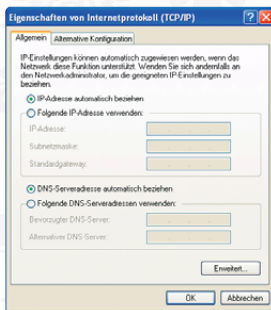 Eigenschaften von Internetprotokoll (TCP/IP)
Allgemein Alternative Konfiguration
IP-Einstellungen können automatisch zugewiesen werden, wenn das
Netzwerk diese Funktion unterstützt. Wenden Sie sich andernfalls an
den Netzwerkadministrator, um die geeigneten IP-Einstellungen zu
beziehen.
IP-Adresse automatisch beziehen
Folgende IP-Adresse verwenden:
IP-Adresse:
Subnetzmaske:
Standardgateway:
DNS-Serveradresse automatisch beziehen
Folgende DNS-Serveradressen verwenden:
Bevorzugter DNS-Server:
Alternativer DNS-Server:
Erweitert...
OK Abbrechen